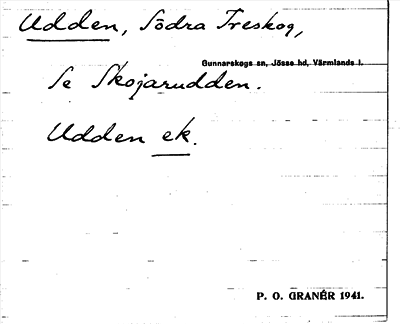 Udden, Södra Treskog,
Gunnarskogs sn, Jösse hd, Värmlands l.
Se Skojarudden.
Udden ek.
P. O. GRANÉR 1941.